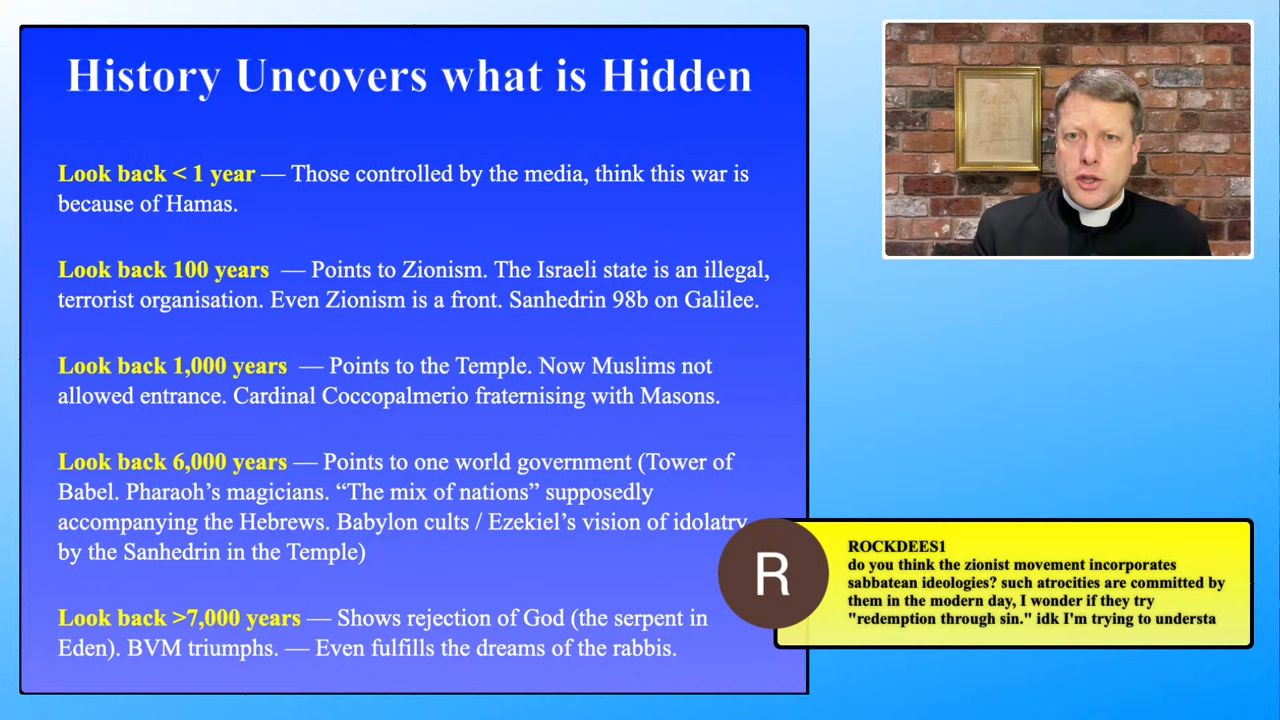 History Uncovers what is Hidden
Look back < 1 year — Those controlled by the media, think this war is
because of Hamas.
Look back 100 years — Points to Zionism. The Israeli state is an illegal,
terrorist organisation. Even Zionism is a front. Sanhedrin 98b on Galilee.
Look back 1,000 years — Points to the Temple. Now Muslims not
allowed entrance. Cardinal Coccopalmerio fraternising with Masons.
Look back 6,000 years — Points to one world government (Tower of
Babel. Pharaoh’s magicians. “The mix of nations” supposedly
accompanying the Hebrews. Babylon cults / Ezekiel’s vision of idolatry
by the Sanhedrin in the Temple)
Look back >7,000 years — Shows rejection of God (the serpent in
Eden). BVM triumphs. — Even fulfills the dreams of the rabbis.
R
ROCKDEES1
do you think the zionist movement incorporates
sabbatean ideologies? such atrocities are committed by
them in the modern day, I wonder if they try
"redemption through sin." idk I'm trying to understa